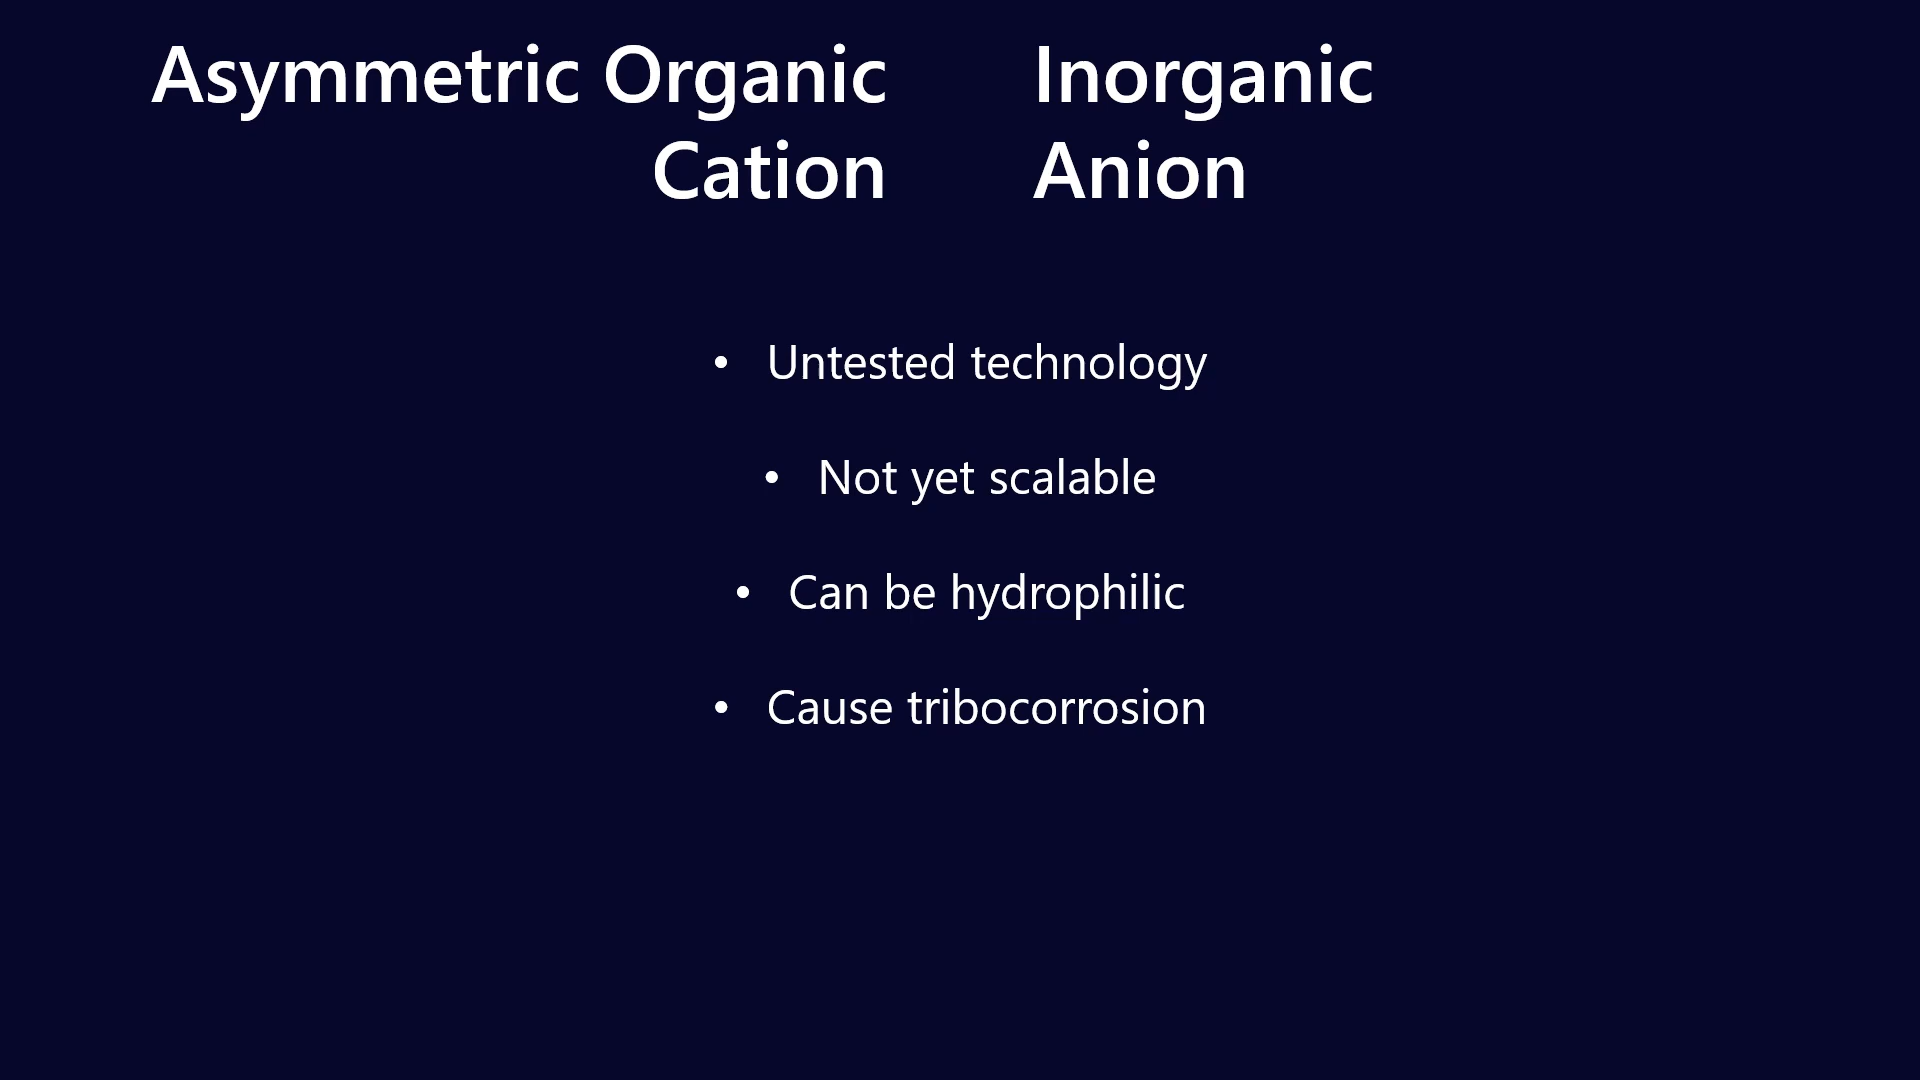 Asymmetric Organic
Cation
Inorganic
Anion
• Untested technology
• Not yet scalable
• Can be hydrophilic
• Cause tribocorrosion